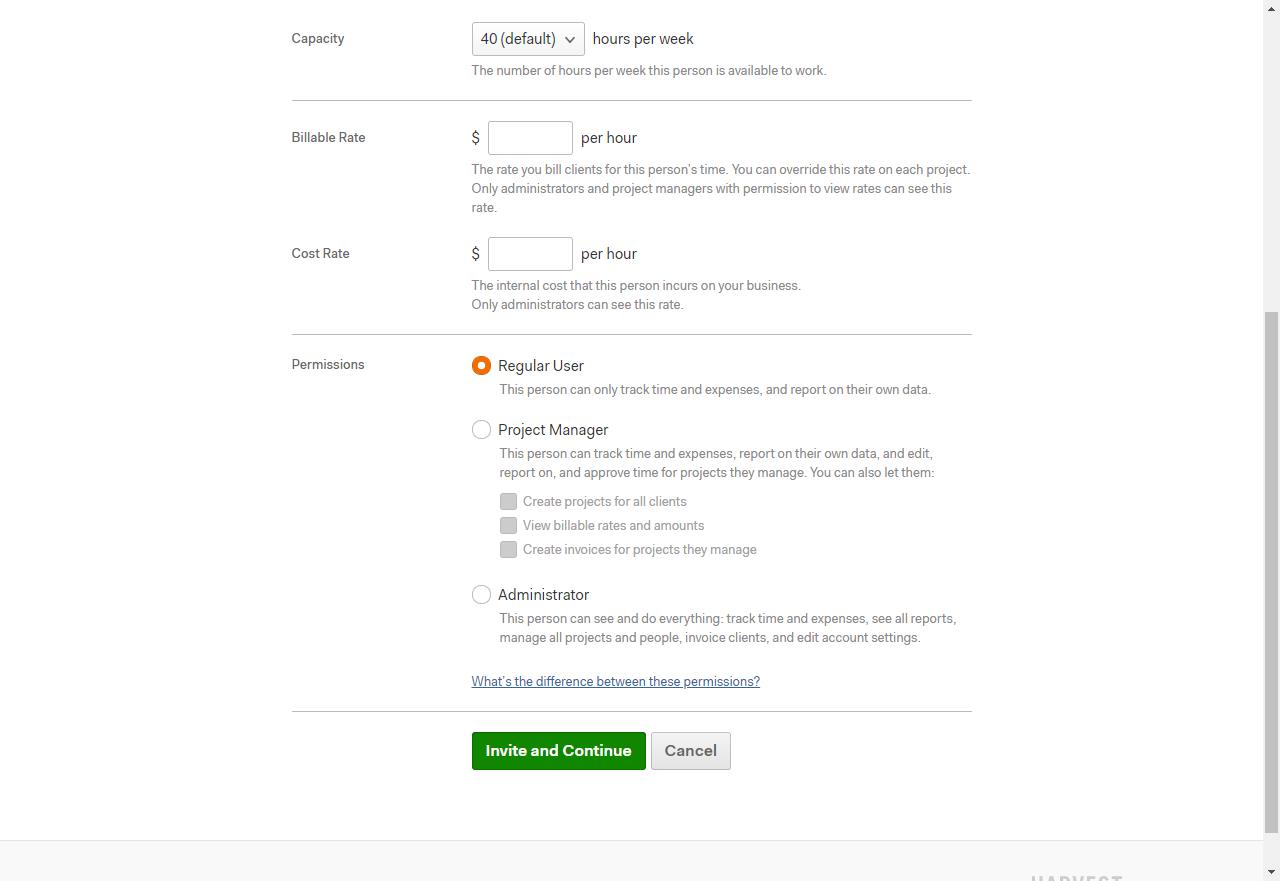 Capacity
40 (default) hours per week
The number of hours per week this person is available to work.
Billable Rate
$ per hour
The rate you bill clients for this person's time. You can override this rate on each project.
Only administrators and project managers with permission to view rates can see this
rate.
Cost Rate
$ per hour
The internal cost that this person incurs on your business.
Only administrators can see this rate.
Permissions
Regular User
This person can only track time and expenses, and report on their own data.
Project Manager
This person can track time and expenses, report on their own data, and edit,
report on, and approve time for projects they manage. You can also let them:
Create projects for all clients
View billable rates and amounts
Create invoices for projects they manage
Administrator
This person can see and do everything: track time and expenses, see all reports,
manage all projects and people, invoice clients, and edit account settings.
What's the difference between these permissions?
Invite and Continue Cancel
HARVEST